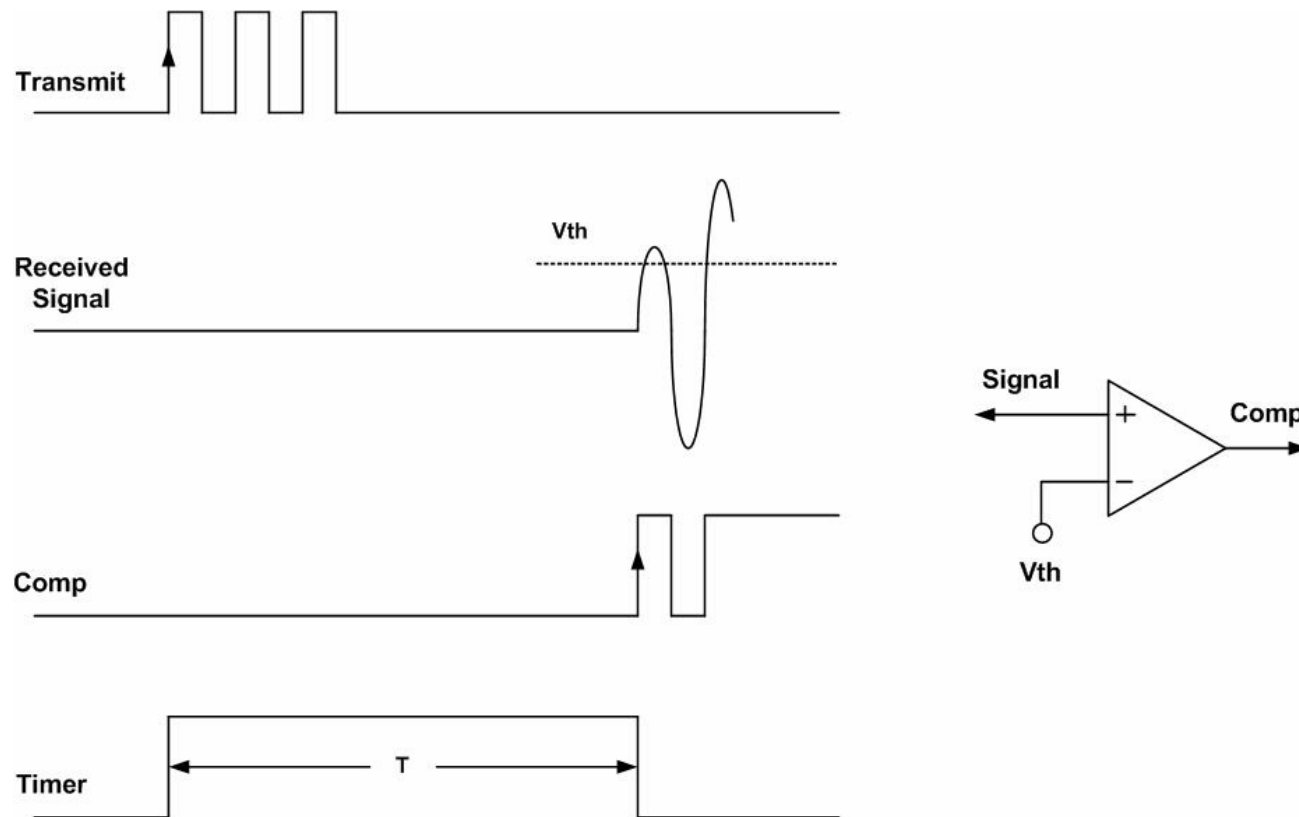 Transmit
Vth
Received
Signal
Signal
+
Comp
−
Vth
Comp
T
Timer